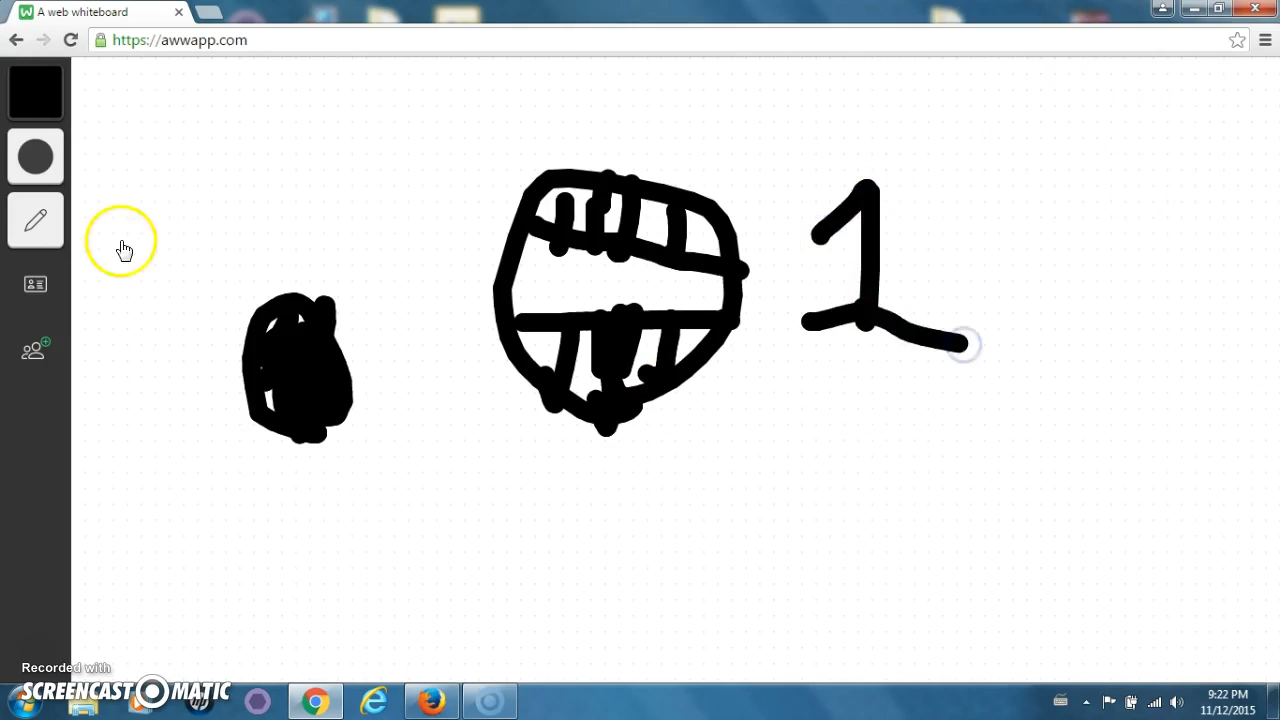 A web whiteboard
https://awwapp.com
1
Recorded with
SCREENCAST MATIC
9:22 PM
11/12/2015